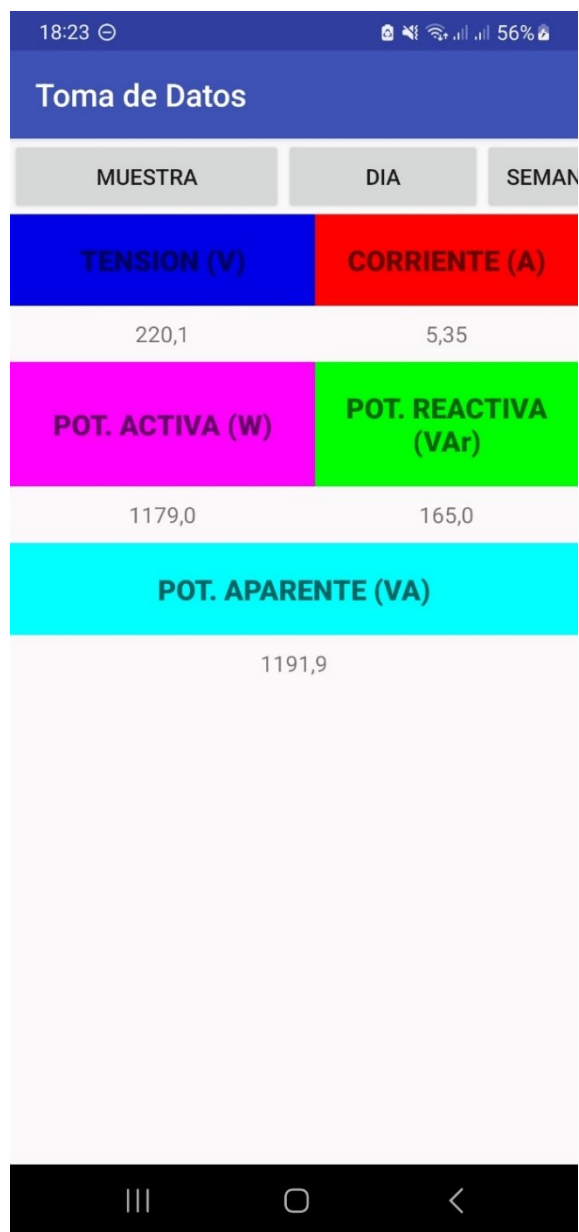 18:23 56%
Toma de Datos
MUESTRA DIA SEMAN
TENSION (V) CORRIENTE (A)
220,1 5,35
POT. ACTIVA (W) POT. REACTIVA (VAr)
1179,0 165,0
POT. APARENTE (VA)
1191,9